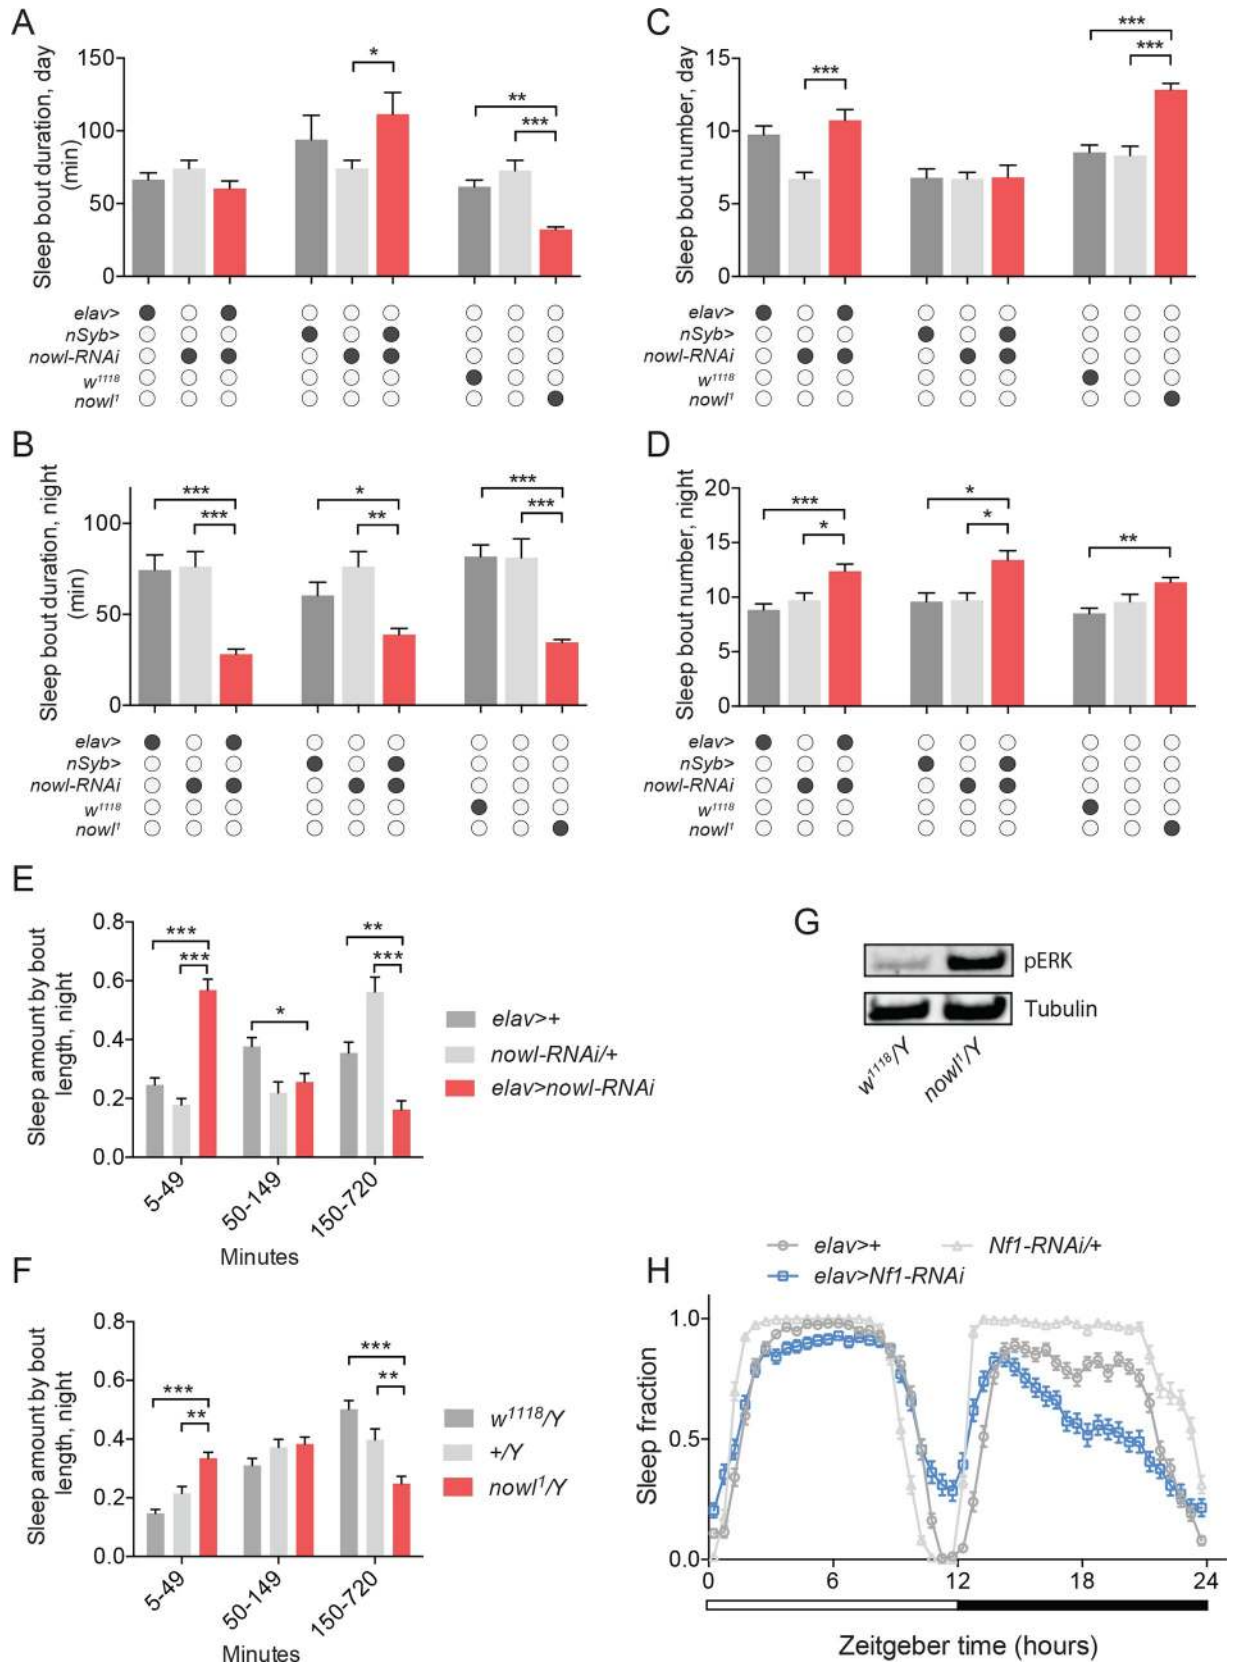 A
Sleep bout duration, day
(min)
150
100
50
0
*
**
***
elav>
nSyb>
nowl-RNAi
w1118
nowl1
C
Sleep bout number, day
15
10
5
0
***
***
***
elav>
nSyb>
nowl-RNAi
w1118
nowl1
B
Sleep bout duration, night
(min)
100
50
0
***
***
*
**
***
***
elav>
nSyb>
nowl-RNAi
w1118
nowl1
D
Sleep bout number, night
20
15
10
5
0
***
*
*
*
**
elav>
nSyb>
nowl-RNAi
w1118
nowl1
E
Sleep amount by bout
length, night
0.8
0.6
0.4
0.2
0.0
***
***
*
**
***
5-49
50-149
150-720
Minutes
elav>+
nowl-RNAi/+
elav>nowl-RNAi
G
pERK
Tubulin
w1118/Y
nowl1/Y
F
Sleep amount by bout
length, night
0.8
0.6
0.4
0.2
0.0
***
**
***
**
5-49
50-149
150-720
Minutes
w1118/Y
+/Y
nowl1/Y
H
elav>+
Nf1-RNAi/+
elav>Nf1-RNAi
Sleep fraction
1.0
0.5
0.0
0
6
12
18
24
Zeitgeber time (hours)